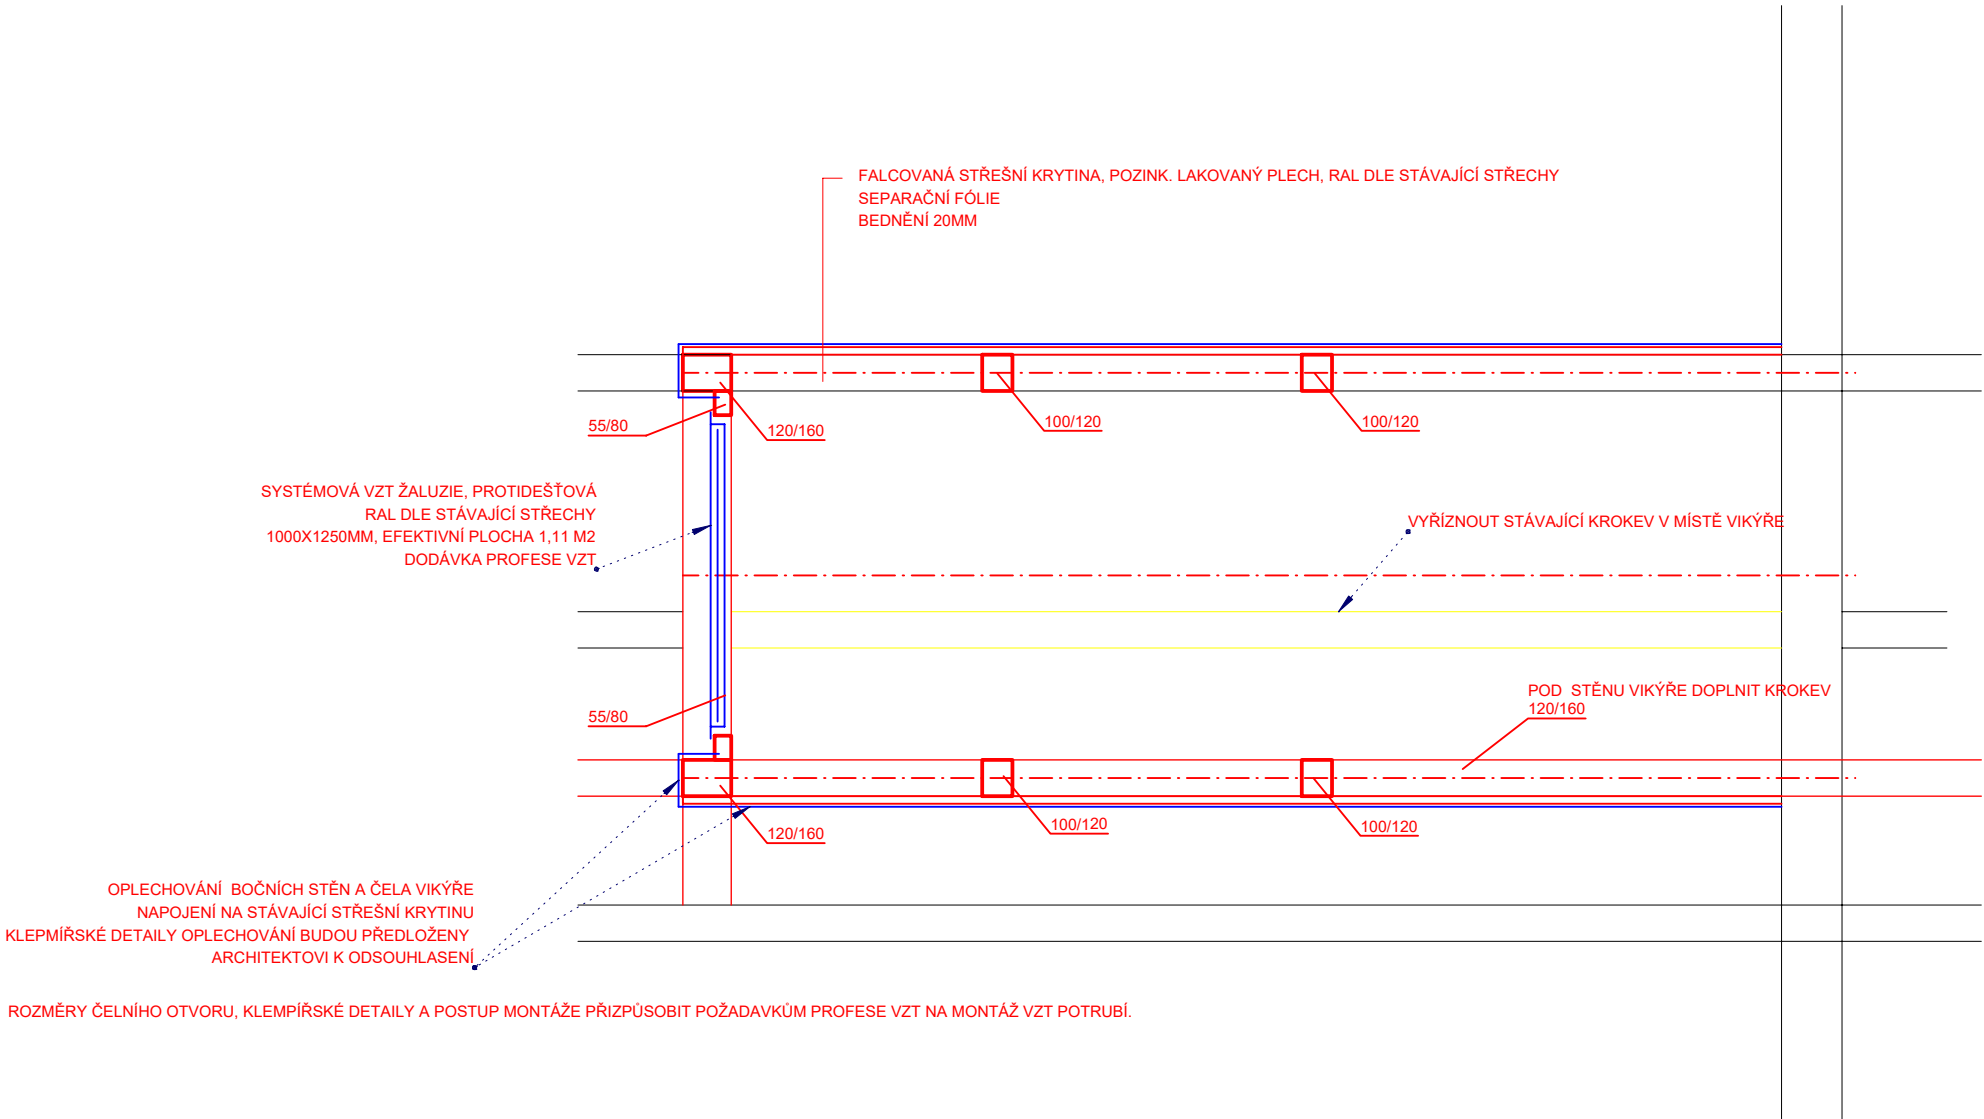 FALCOVANÁ STŘEŠNÍ KRYTINA, POZINK. LAKOVANÝ PLECH, RAL DLE STÁVAJÍCÍ STŘECHY
SEPARAČNÍ FÓLIE
BEDNĚNÍ 20MM
55/80
120/160
100/120
100/120
SYSTÉMOVÁ VZT ŽALUZIE, PROTIDEŠŤOVÁ
RAL DLE STÁVAJÍCÍ STŘECHY
1000X1250MM, EFEKTIVNÍ PLOCHA 1,11 M2
DODÁVKA PROFESE VZT
VYŘÍZNOUT STÁVAJÍCÍ KROKEV V MÍSTĚ VIKÝŘE
55/80
POD  STĚNU VIKÝŘE DOPLNIT KROKEV
120/160
120/160
100/120
100/120
OPLECHOVÁNÍ  BOČNÍCH STĚN A ČELA VIKÝŘE
NAPOJENÍ NA STÁVAJÍCÍ STŘEŠNÍ KRYTINU
KLEPMÍŘSKÉ DETAILY OPLECHOVÁNÍ BUDOU PŘEDLOŽENY
ARCHITEKTOVI K ODSOUHLASENÍ
ROZMĚRY ČELNÍHO OTVORU, KLEMPÍŘSKÉ DETAILY A POSTUP MONTÁŽE PŘIZPŮSOBIT POŽADAVKŮM PROFESE VZT NA MONTÁŽ VZT POTRUBÍ.